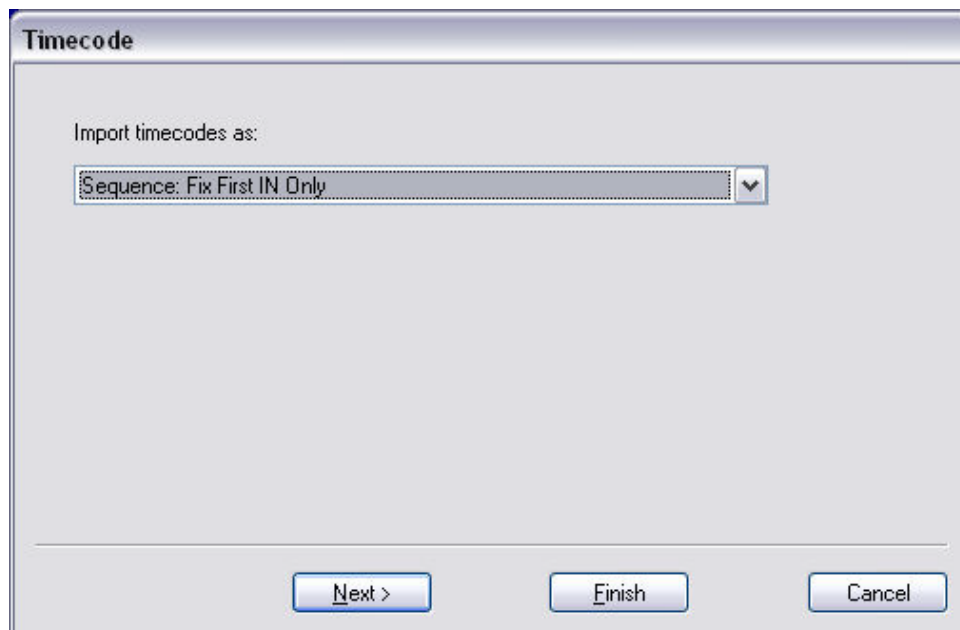 Timecode
Import timecodes as:
Sequence: Fix First IN Only
Next >
Finish
Cancel